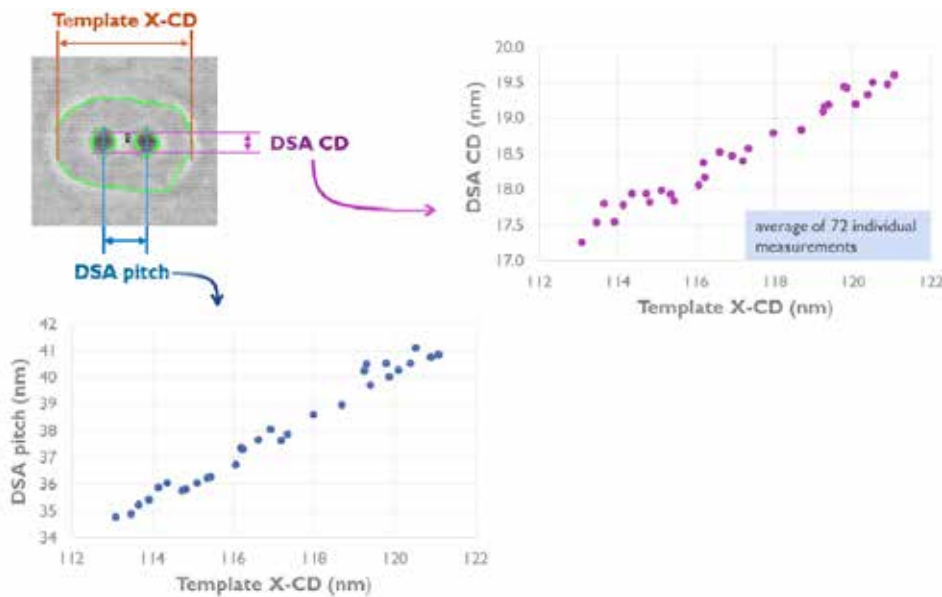 Template X-CD
DSA CD
DSA pitch
20.0
19.5
19.0
18.5
18.0
17.5
17.0
DSA CD (nm)
average of 72 individual
measurements
112 114 116 118 120 122
Template X-CD (nm)
42
41
40
39
38
37
36
35
34
DSA pitch (nm)
112 114 116 118 120 122
Template X-CD (nm)